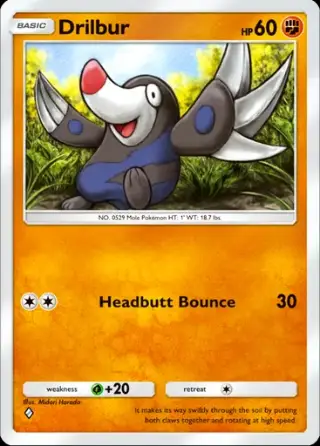 BASIC Drilbur HP 60
NO. 0529 Mole Pokémon HT: 1" WT: 18.7 lbs.
Headbutt Bounce 30
weakness +20 retreat
Illus. Midori Harada
It makes its way swiftly through the soil by putting
both claws together and rotating at high speed.